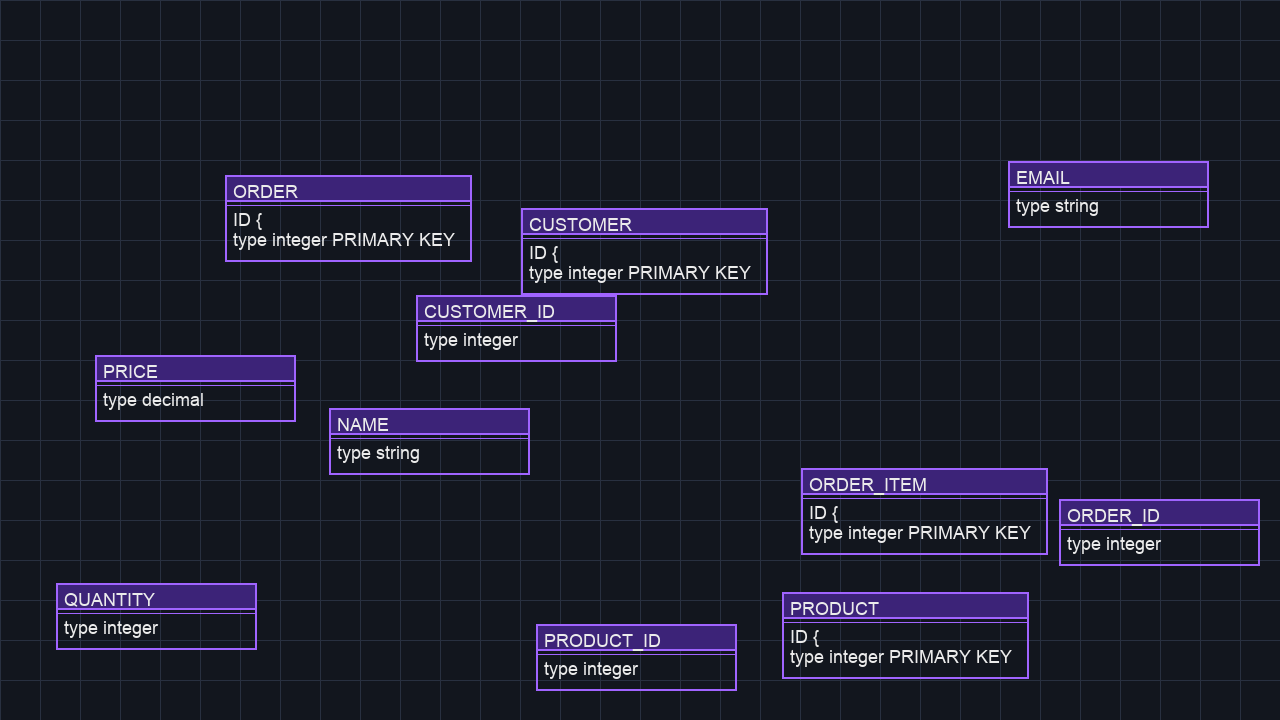 EMAIL
type string
ORDER
ID {
type integer PRIMARY KEY
CUSTOMER
ID {
type integer PRIMARY KEY
CUSTOMER_ID
type integer
PRICE
type decimal
NAME
type string
ORDER_ITEM
ID {
type integer PRIMARY KEY
ORDER_ID
type integer
QUANTITY
type integer
PRODUCT
ID {
type integer PRIMARY KEY
PRODUCT_ID
type integer